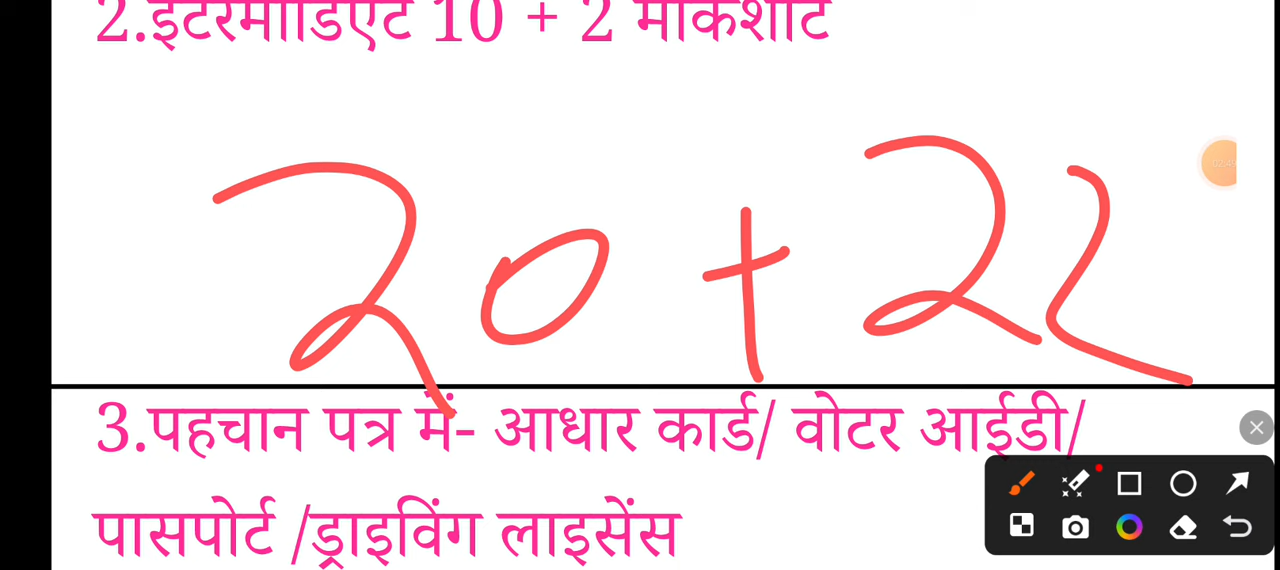 2.इंटरमीडिएट 10 + 2 मार्कशीट
20 + 22
3.पहचान पत्र में- आधार कार्ड/ वोटर आईडी/
पासपोर्ट /ड्राइविंग लाइसेंस